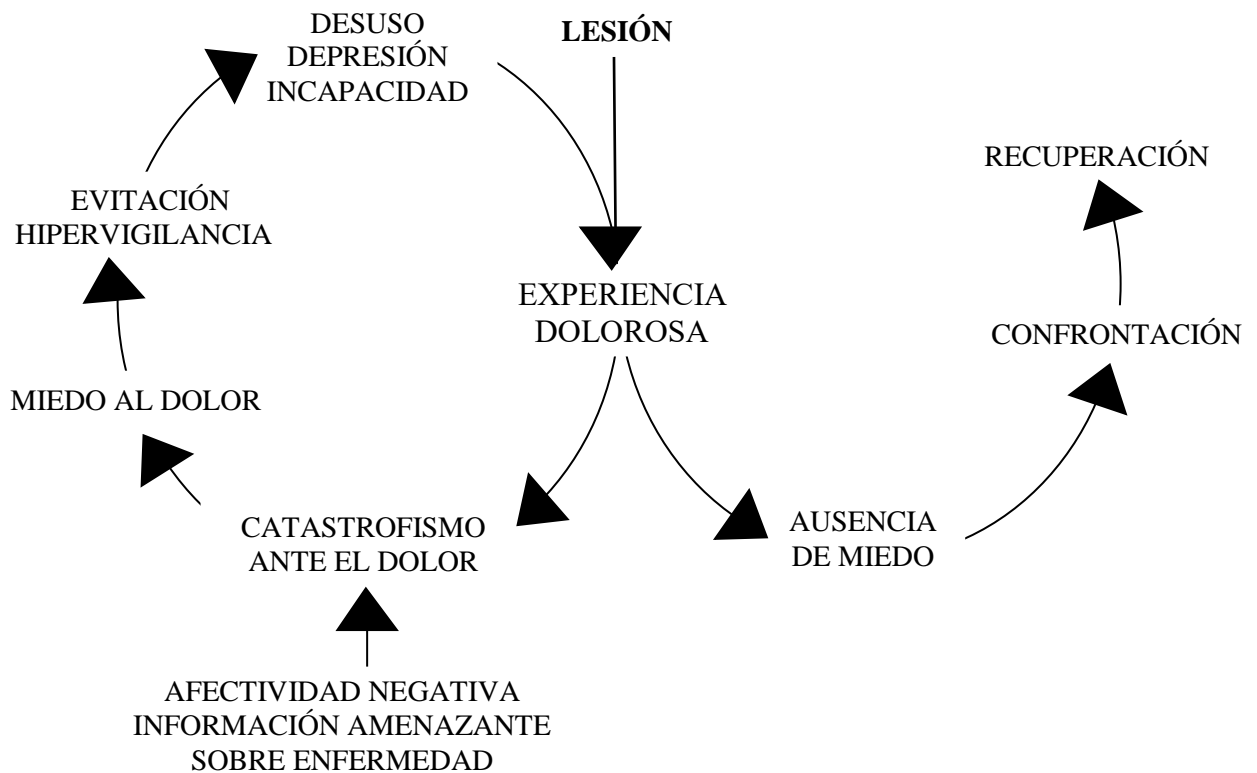 DESUSO
DEPRESIÓN
INCAPACIDAD
LESIÓN
RECUPERACIÓN
EVITACIÓN
HIPERVIGILANCIA
EXPERIENCIA
DOLOROSA
CONFRONTACIÓN
MIEDO AL DOLOR
CATASTROFISMO
ANTE EL DOLOR
AUSENCIA
DE MIEDO
AFECTIVIDAD NEGATIVA
INFORMACIÓN AMENAZANTE
SOBRE ENFERMEDAD